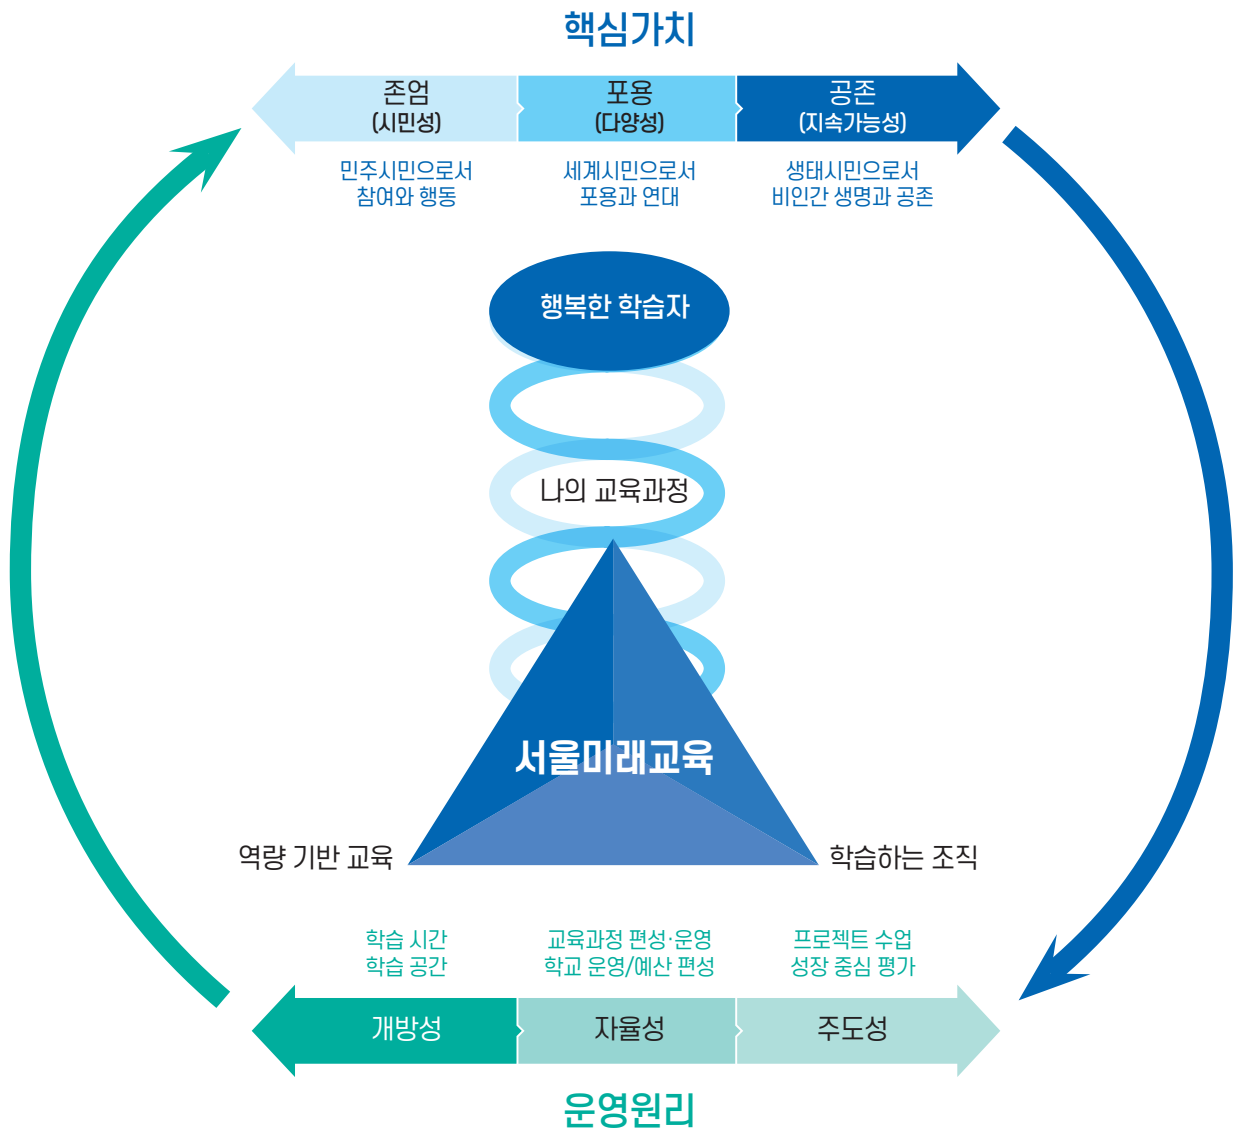 핵심가치
존엄
(시민성)
포용
(다양성)
공존
(지속가능성)
민주시민으로서
참여와 행동
세계시민으로서
포용과 연대
생태시민으로서
비인간 생명과 공존
행복한 학습자
나의 교육과정
서울미래교육
역량 기반 교육
학습하는 조직
학습 시간
학습 공간
교육과정 편성·운영
학교 운영/예산 편성
프로젝트 수업
성장 중심 평가
개방성
자율성
주도성
운영원리